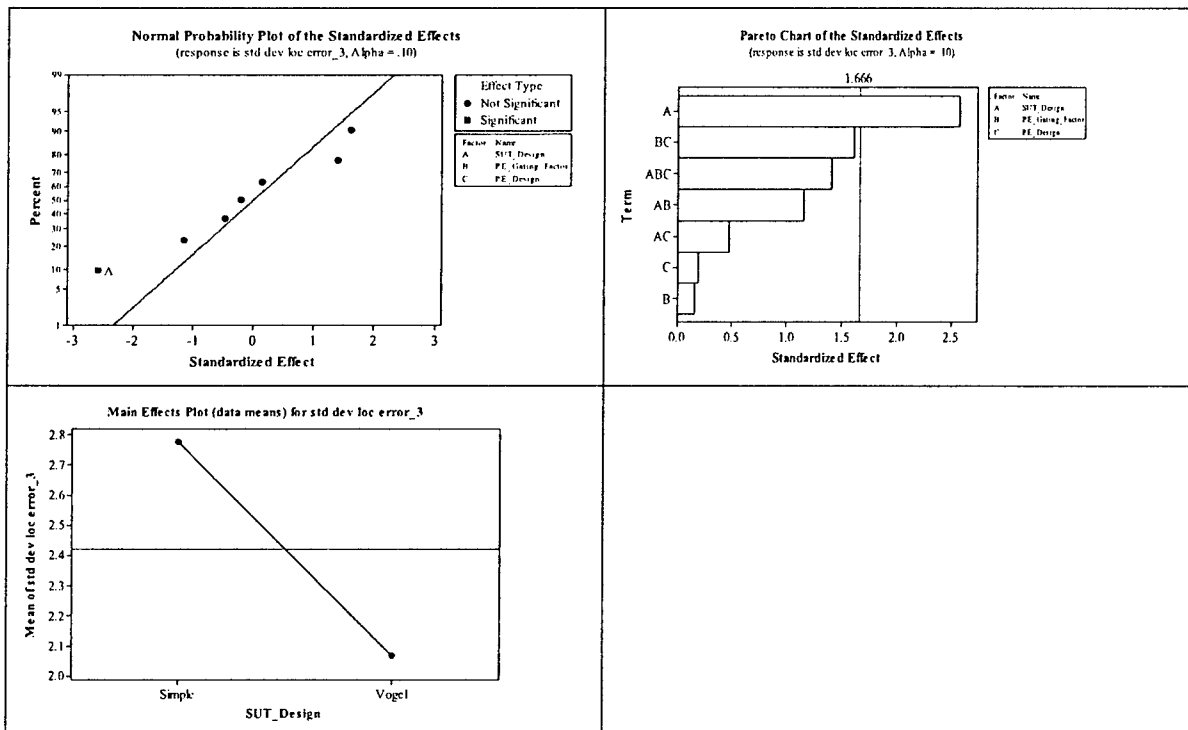 Normal Probability Plot of the Standardized Effects
(response is std dev loc error_3, Alpha = .10)
Percent
99
95
90
80
70
60
50
40
30
20
10
5
1
A
-3
-2
-1
0
1
2
3
Standardized Effect
Effect Type
Not Significant
Significant
Factor Name
A SUT_Design
B PE_Gating_Factor
C PE_Design
Pareto Chart of the Standardized Effects
(response is std dev loc error_3, Alpha = .10)
1.666
Term
A
BC
ABC
AB
AC
C
B
0.0
0.5
1.0
1.5
2.0
2.5
Standardized Effect
Factor Name
A SUT_Design
B PE_Gating_Factor
C PE_Design
Main Effects Plot (data means) for std dev loc error_3
Mean of std dev loc error_3
2.8
2.7
2.6
2.5
2.4
2.3
2.2
2.1
2.0
Simple
Vogel
SUT_Design